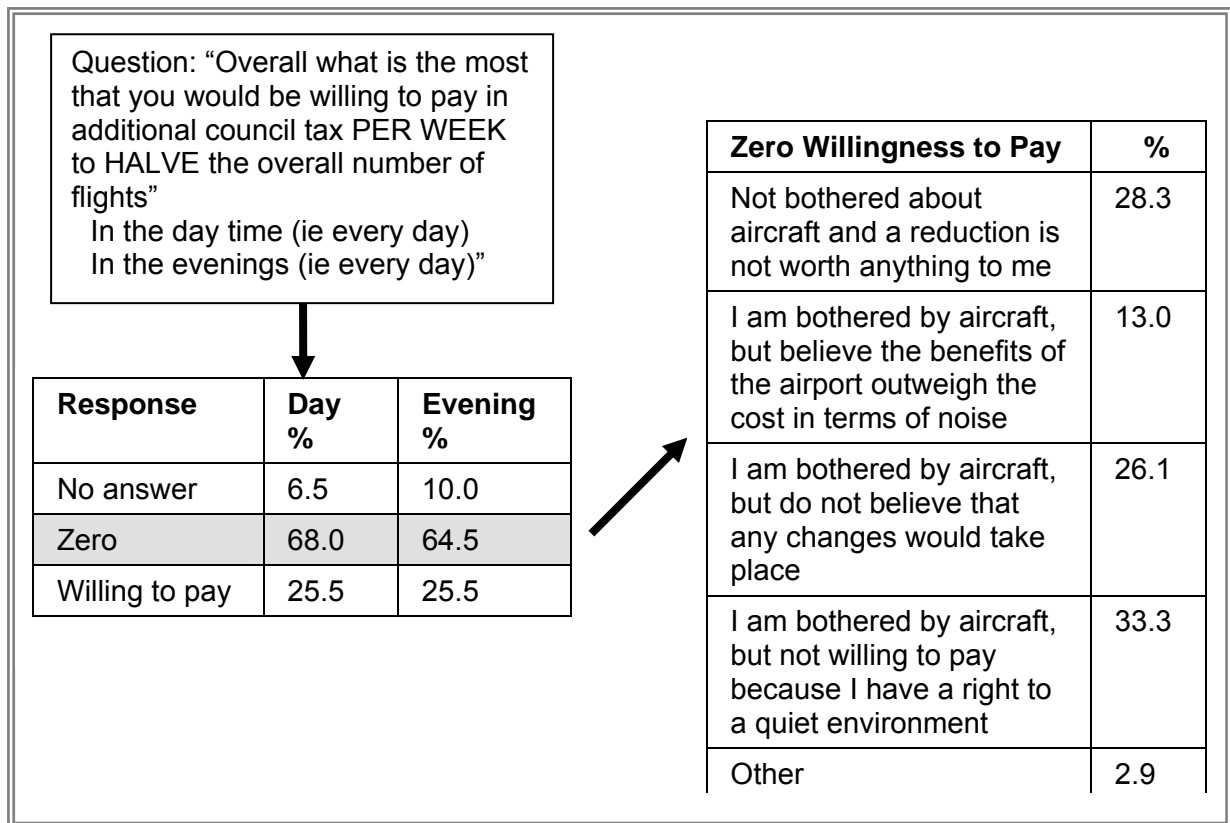 Question: “Overall what is the most
that you would be willing to pay in
additional council tax PER WEEK
to HALVE the overall number of
flights”
In the day time (ie every day)
In the evenings (ie every day)”
Response Day Evening
% %
No answer 6.5 10.0
Zero 68.0 64.5
Willing to pay 25.5 25.5
Zero Willingness to Pay %
Not bothered about 28.3
aircraft and a reduction is
not worth anything to me
I am bothered by aircraft, 13.0
but believe the benefits of
the airport outweigh the
cost in terms of noise
I am bothered by aircraft, 26.1
but do not believe that
any changes would take
place
I am bothered by aircraft, 33.3
but not willing to pay
because I have a right to
a quiet environment
Other 2.9